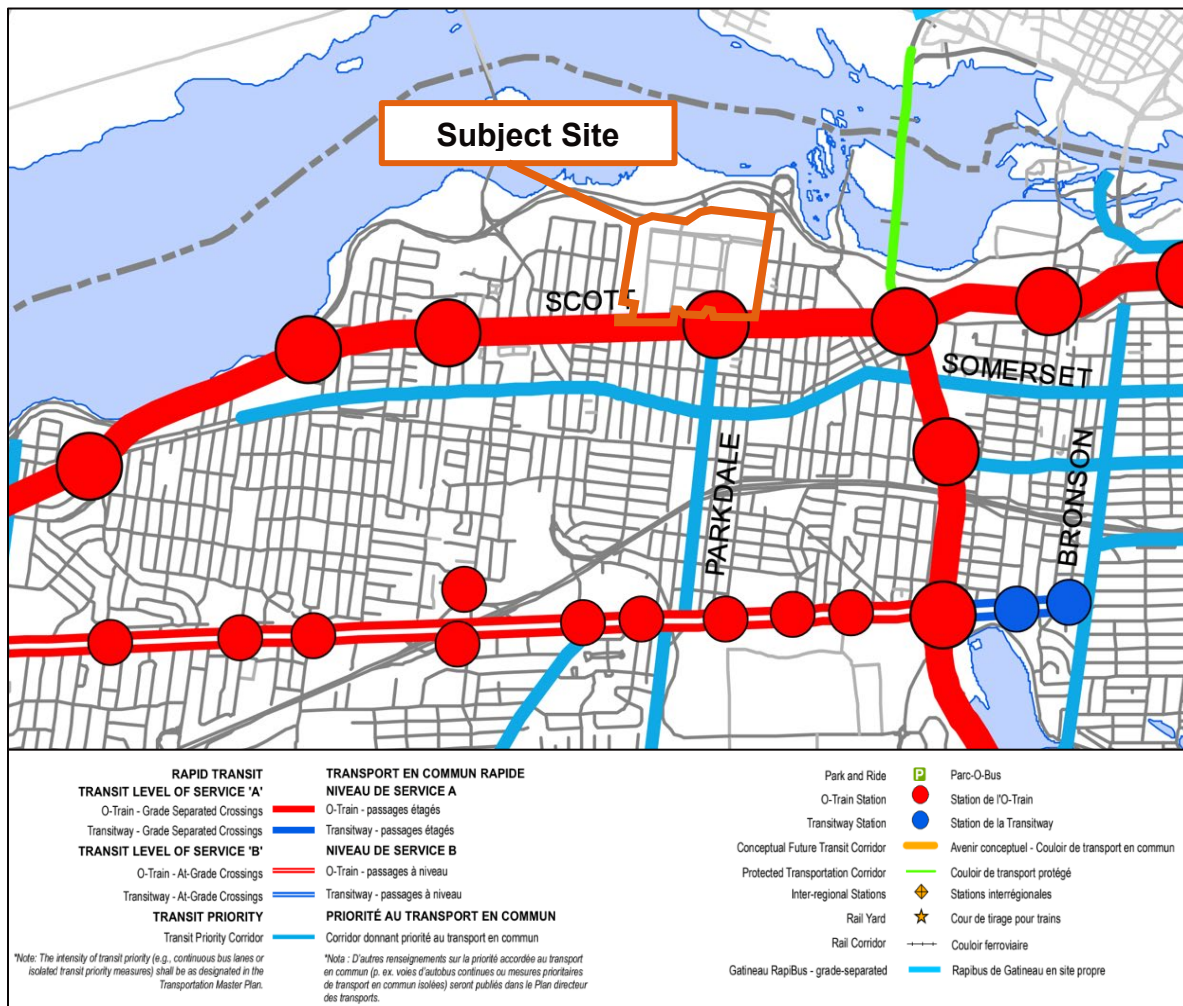 Subject Site
SCOTT
SOMERSET
PARKDALE
BRONSON
RAPID TRANSIT
TRANSIT LEVEL OF SERVICE 'A'
O-Train - Grade Separated Crossings
Transitway - Grade Separated Crossings
TRANSIT LEVEL OF SERVICE 'B'
O-Train - At-Grade Crossings
Transitway - At-Grade Crossings
TRANSIT PRIORITY
Transit Priority Corridor
*Note: The intensity of transit priority (e.g., continuous bus lanes or
isolated transit priority measures) shall be as designated in the
Transportation Master Plan.
TRANSPORT EN COMMUN RAPIDE
NIVEAU DE SERVICE A
O-Train - passages étagés
Transitway - passages étagés
NIVEAU DE SERVICE B
O-Train - passages à niveau
Transitway - passages à niveau
PRIORITÉ AU TRANSPORT EN COMMUN
Corridor donnant priorité au transport en commun
*Nota : D'autres renseignements sur la priorité accordée au transport
en commun (p. ex. voies d'autobus continues ou mesures prioritaires
de transport en commun isolées) seront publiés dans le Plan directeur
des transports.
Park and Ride P Parc-O-Bus
O-Train Station Station de l'O-Train
Transitway Station Station de la Transitway
Conceptual Future Transit Corridor Avenir conceptuel - Couloir de transport en commun
Protected Transportation Corridor Couloir de transport protégé
Inter-regional Stations Stations interrégionales
Rail Yard Cour de tirage pour trains
Rail Corridor Couloir ferroviaire
Gatineau RapiBus - grade-separated Rapibus de Gatineau en site propre